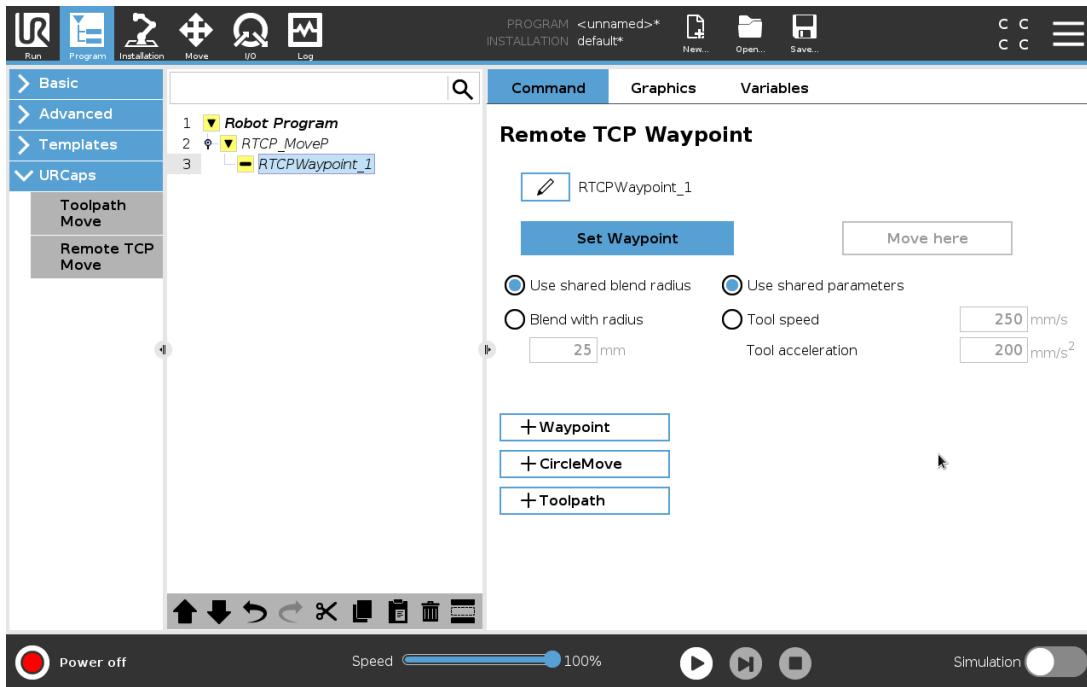 PROGRAM <unnamed>*
INSTALLATION default*
New... Open... Save...
C C
C C
UR
Run Program Installation Move I/O Log
Basic
Advanced
Templates
URCaps
Toolpath
Move
Remote TCP
Move
1 Robot Program
2 RTCP_MoveP
3 RTCPWaypoint_1
Command Graphics Variables
Remote TCP Waypoint
RTCPWaypoint_1
Set Waypoint Move here
Use shared blend radius Use shared parameters
Blend with radius Tool speed 250 mm/s
25 mm Tool acceleration 200 mm/s²
+ Waypoint
+ CircleMove
+ Toolpath
Power off Speed 100% Simulation